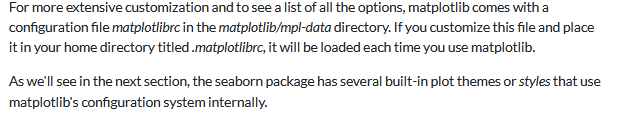 For more extensive customization and to see a list of all the options, matplotlib comes with a
configuration file matplotlibrc in the matplotlib/mpl-data directory. If you customize this file and place
it in your home directory titled .matplotlibrc, it will be loaded each time you use matplotlib.
As we'll see in the next section, the seaborn package has several built-in plot themes or styles that use
matplotlib's configuration system internally.